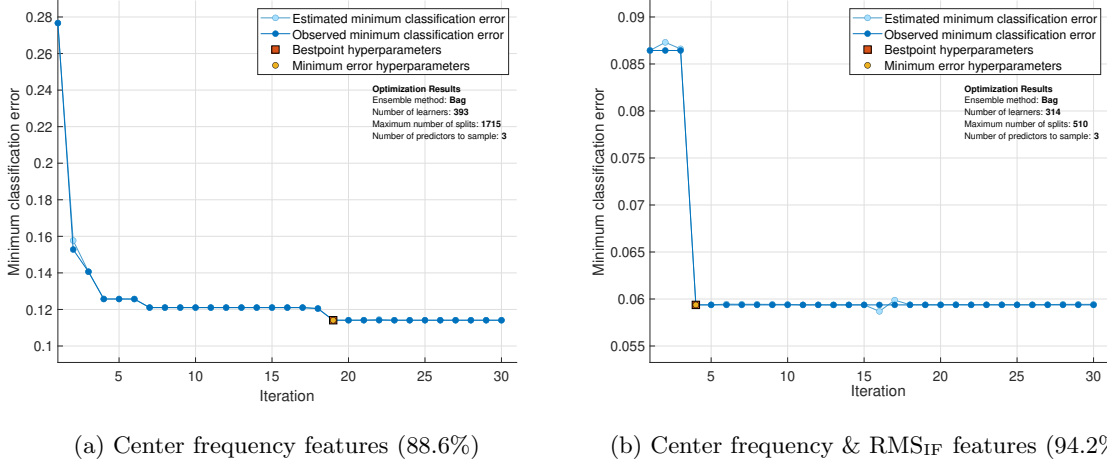 0.28
0.26
0.24
0.22
0.2
0.18
0.16
0.14
0.12
0.1
Minimum classification error
5
10
15
20
25
30
Iteration
Estimated minimum classification error
Observed minimum classification error
Bestpoint hyperparameters
Minimum error hyperparameters
Optimization Results
Ensemble method: Bag
Number of learners: 393
Maximum number of splits: 1715
Number of predictors to sample: 3
(a) Center frequency features (88.6%)
0.09
0.085
0.08
0.075
0.07
0.065
0.06
0.055
Minimum classification error
5
10
15
20
25
30
Iteration
Estimated minimum classification error
Observed minimum classification error
Bestpoint hyperparameters
Minimum error hyperparameters
Optimization Results
Ensemble method: Bag
Number of learners: 314
Maximum number of splits: 510
Number of predictors to sample: 3
(b) Center frequency & RMS_IF features (94.2%